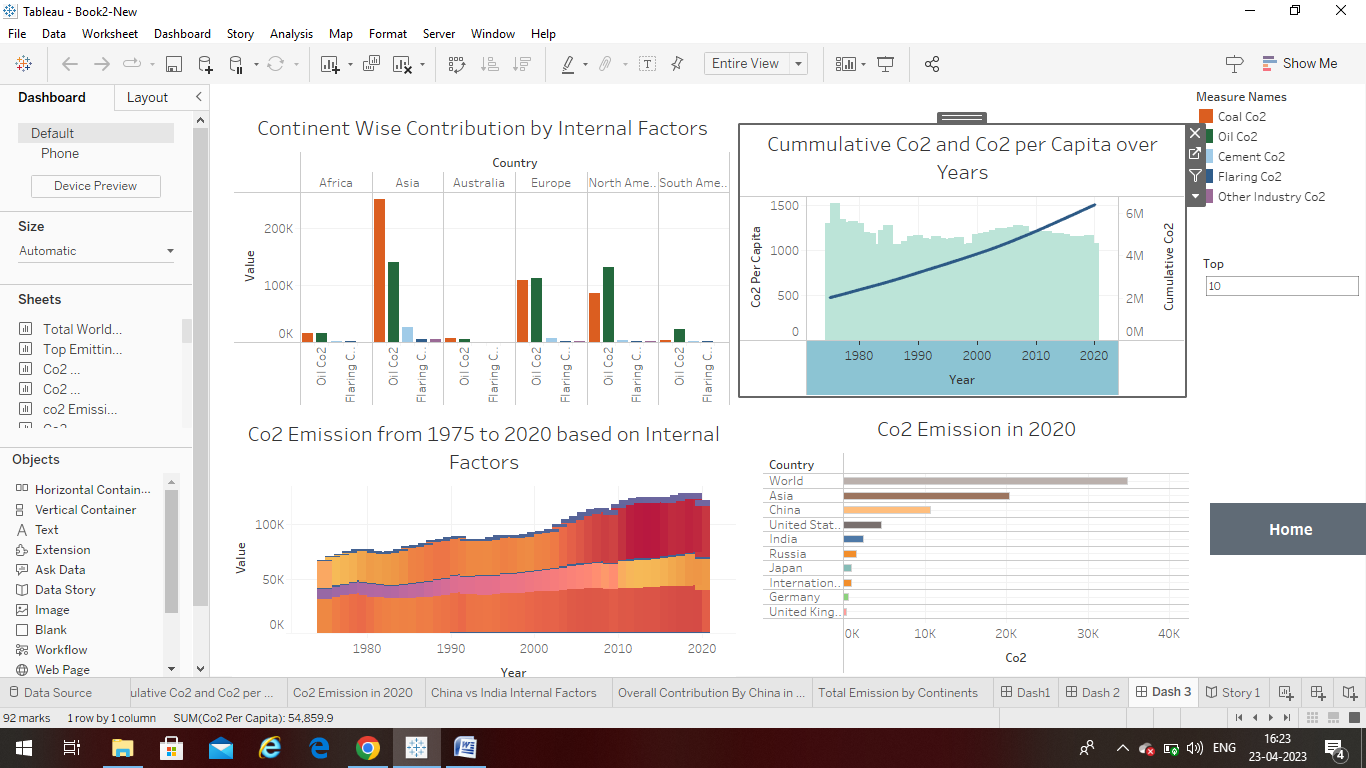 Tableau - Book2-New
File Data Worksheet Dashboard Story Analysis Map Format Server Window Help
Entire View
Show Me
Dashboard Layout
Default
Phone
Device Preview
Size
Automatic
Sheets
Total World...
Top Emittin...
Co2 ...
Co2 ...
co2 Emissi...
Objects
Horizontal Contain...
Vertical Container
Text
Extension
Ask Data
Data Story
Image
Blank
Workflow
Web Page
Continent Wise Contribution by Internal Factors
Country
Africa Asia Australia Europe North Ame.. South Ame..
Value
200K
100K
0K
Oil Co2 Flaring C.. Oil Co2 Flaring C.. Oil Co2 Flaring C.. Oil Co2 Flaring C.. Oil Co2 Flaring C.. Oil Co2 Flaring C..
Cummulative Co2 and Co2 per Capita over
Years
Co2 Per Capita
1500
1000
500
0
6M
4M
2M
0M
Cumulative Co2
1980 1990 2000 2010 2020
Year
Measure Names
Coal Co2
Oil Co2
Cement Co2
Flaring Co2
Other Industry Co2
Top
10
Co2 Emission from 1975 to 2020 based on Internal
Factors
Value
100K
50K
0K
1980 1990 2000 2010 2020
Year
Co2 Emission in 2020
Country
World
Asia
China
United Stat..
India
Russia
Japan
Internation..
Germany
United King..
0K 10K 20K 30K 40K
Co2
Home
Data Source ulative Co2 and Co2 per ... Co2 Emission in 2020 China vs India Internal Factors Overall Contribution By China in ... Total Emission by Continents Dash1 Dash 2 Dash 3 Story 1
92 marks 1 row by 1 column SUM(Co2 Per Capita): 54,859.9
ENG
16:23
23-04-2023
4